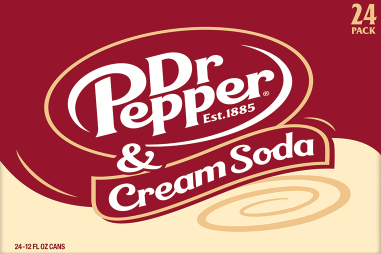 24
PACK
Dr
Pepper®
Est. 1885
&
Cream Soda
24-12 FL OZ CANS